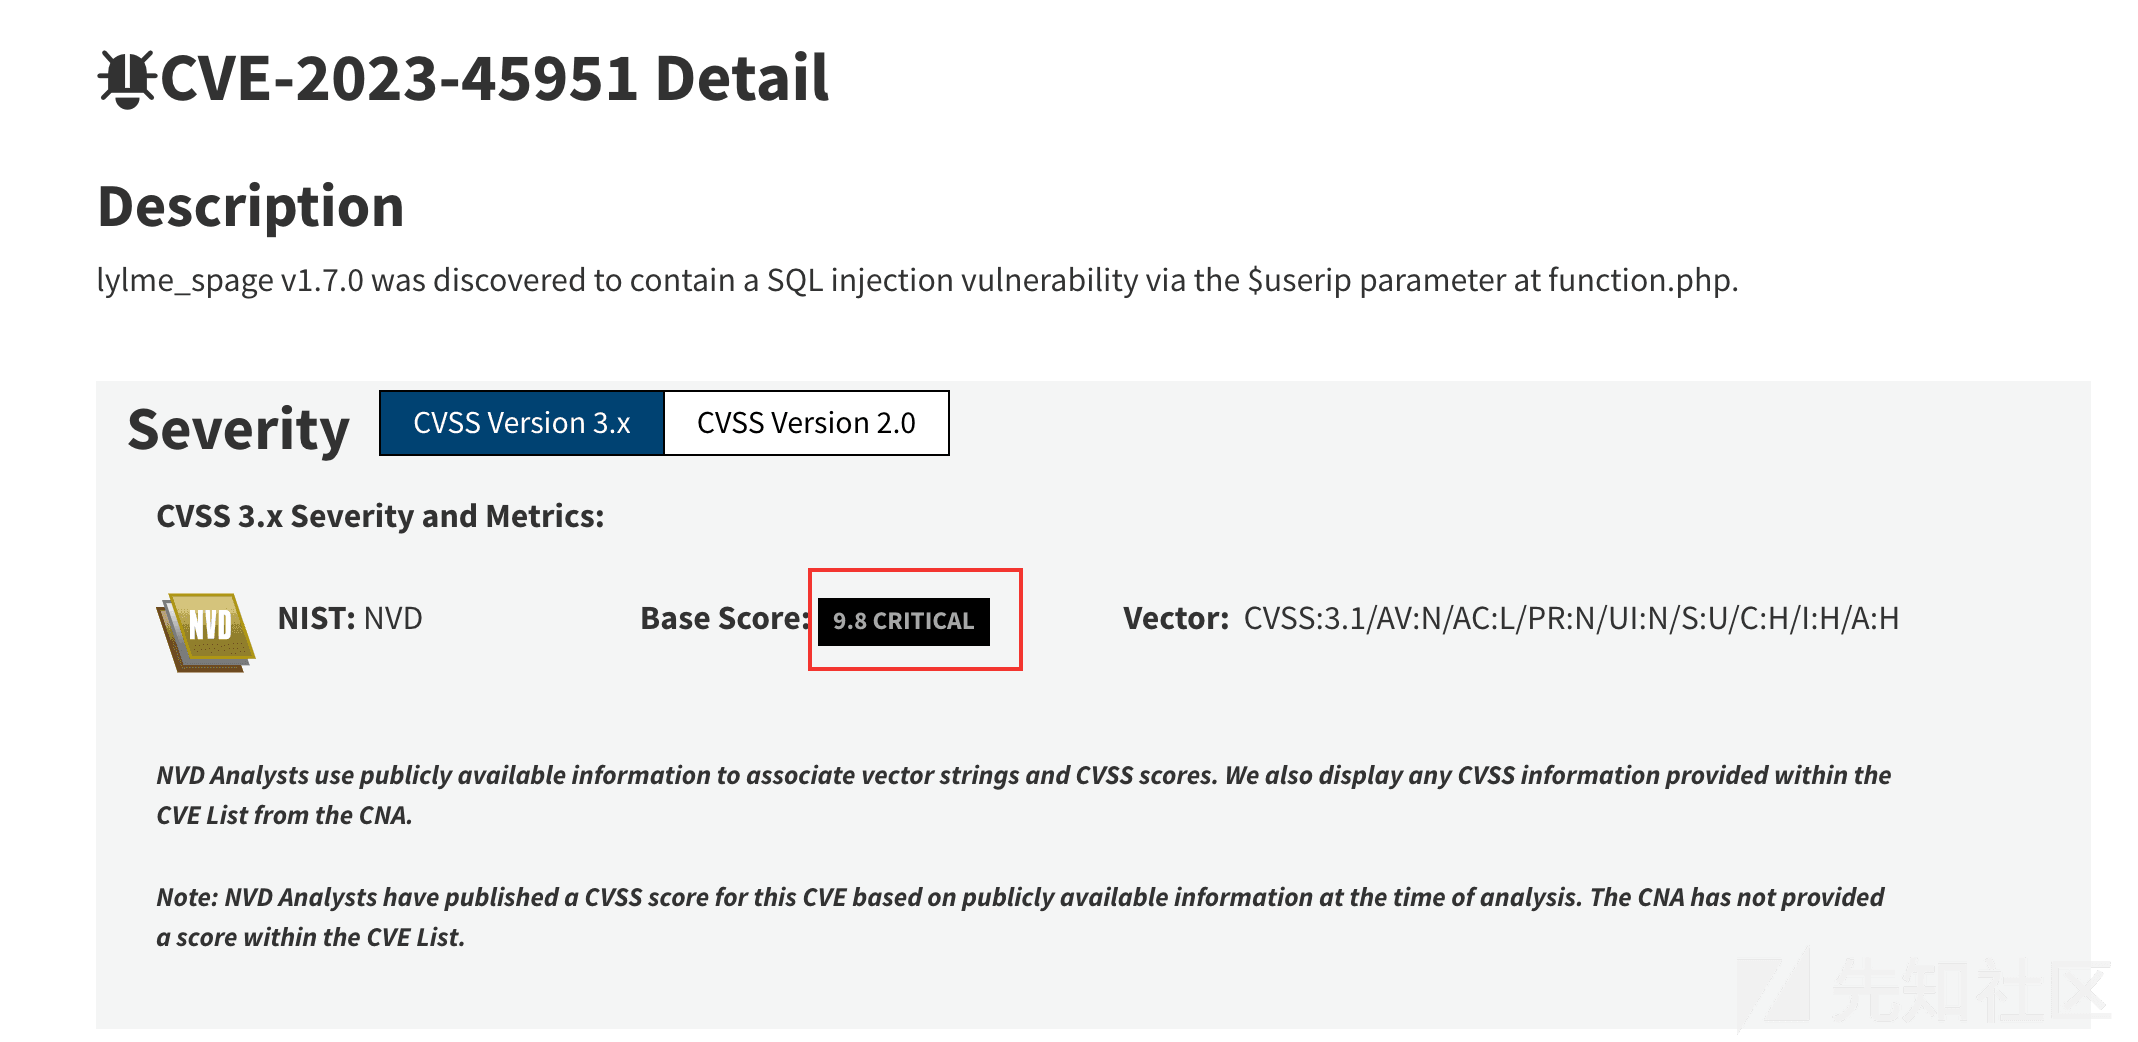 CVE-2023-45951 Detail
Description
lylme_spage v1.7.0 was discovered to contain a SQL injection vulnerability via the $userip parameter at function.php.
Severity CVSS Version 3.x CVSS Version 2.0
CVSS 3.x Severity and Metrics:
NVD NIST: NVD Base Score: 9.8 CRITICAL Vector: CVSS:3.1/AV:N/AC:L/PR:N/UI:N/S:U/C:H/I:H/A:H
NVD Analysts use publicly available information to associate vector strings and CVSS scores. We also display any CVSS information provided within the
CVE List from the CNA.
Note: NVD Analysts have published a CVSS score for this CVE based on publicly available information at the time of analysis. The CNA has not provided
a score within the CVE List.
先知社区